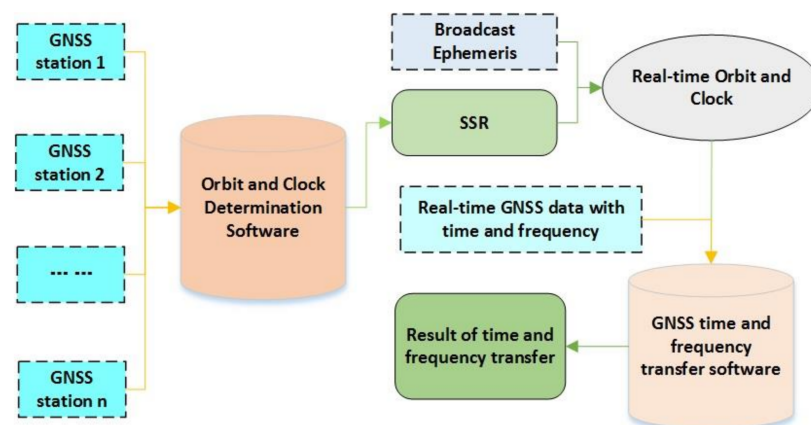 GNSS
station 1
GNSS
station 2
... ...
GNSS
station n
Orbit and Clock
Determination
Software
Broadcast
Ephemeris
SSR
Real-time Orbit and
Clock
Real-time GNSS data with
time and frequency
GNSS time and
frequency
transfer software
Result of time and
frequency transfer